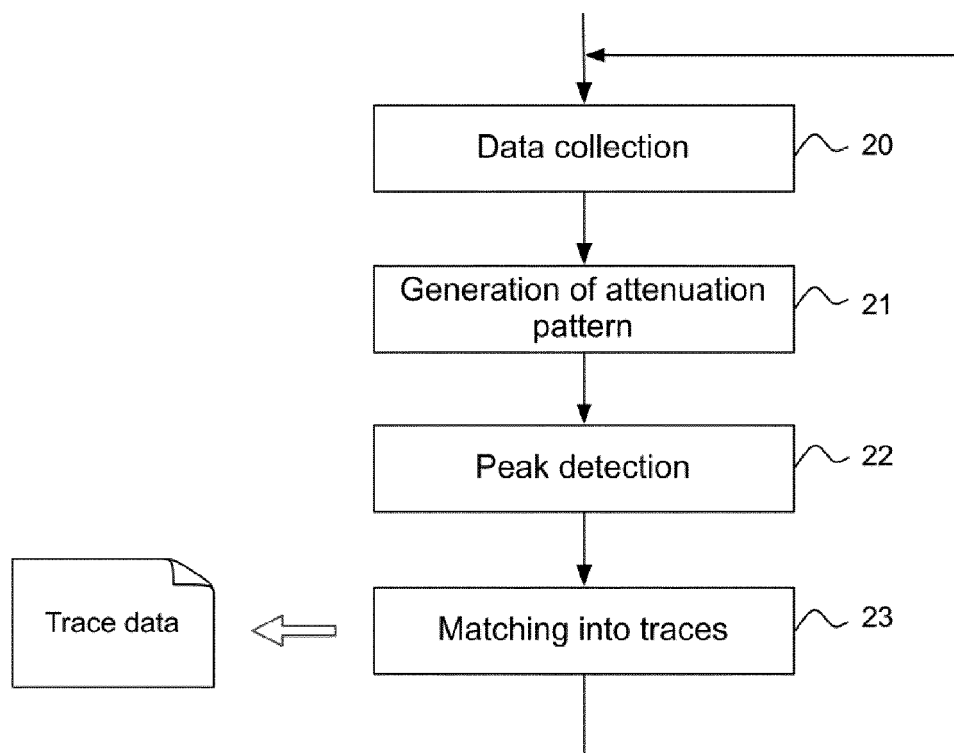 Data collection
20
Generation of attenuation
pattern
21
Peak detection
22
Trace data
Matching into traces
23